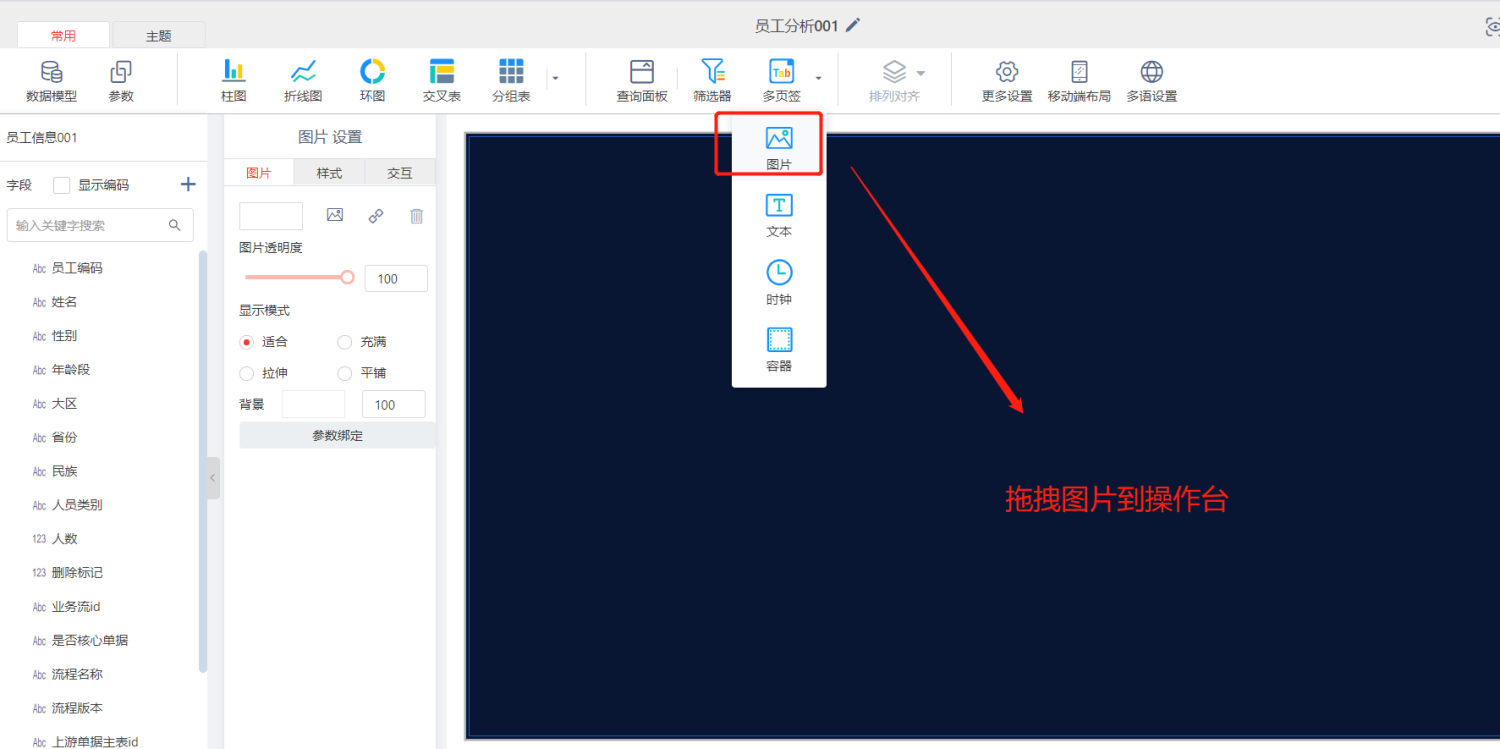 员工分析001
常用
主题
数据模型
参数
柱图
折线图
环图
交叉表
分组表
查询面板
筛选器
Tab
多页签
排列对齐
更多设置
移动端布局
多语设置
员工信息001
字段
显示编码
输入关键字搜索
Abc 员工编码
Abc 姓名
Abc 性别
Abc 年龄段
Abc 大区
Abc 省份
Abc 民族
Abc 人员类别
123 人数
123 删除标记
Abc 业务流id
Abc 是否核心单据
Abc 流程名称
Abc 流程版本
Abc 上游单据主表id
图片 设置
图片
样式
交互
图片透明度
100
显示模式
适合
充满
拉伸
平铺
背景
100
参数绑定
图片
T
文本
时钟
容器
拖拽图片到操作台